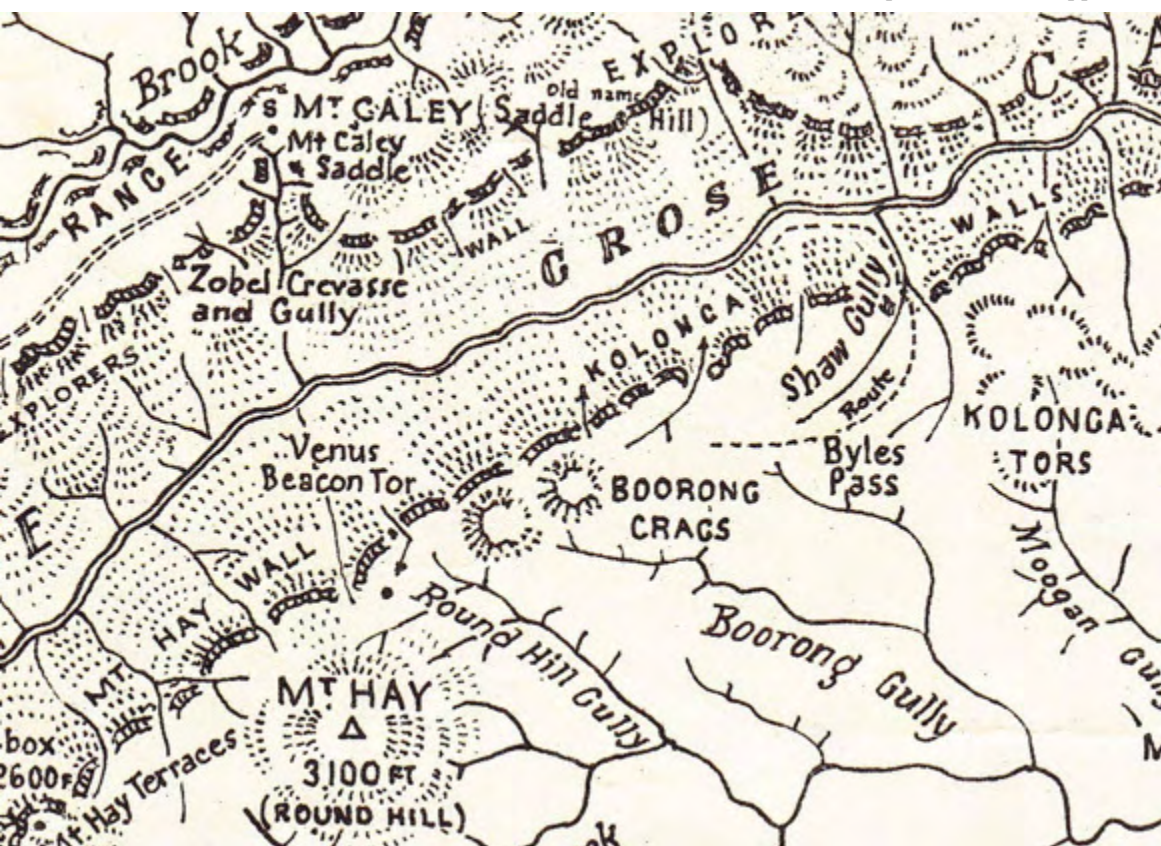 Brook
EXPLORE
C
S MT CALEY (old name
Saddle Hill)
Mt Caley
Saddle
RANGE
WALL
GROSE
WALLS
Zobel Crevasse
and Gully
EXPLORERS
KOLONGA
Shaw Gully
Route
KOLONGA
TORS
Byles
Pass
Venus
Beacon Tor
BOORONG
CRAGS
E
MT HAY WALL
Moogan Gully
Round Hill Gully
Boorong Gully
MT HAY
3100 FT
(ROUND HILL)
box
2600 F
Mt Hay Terraces
M